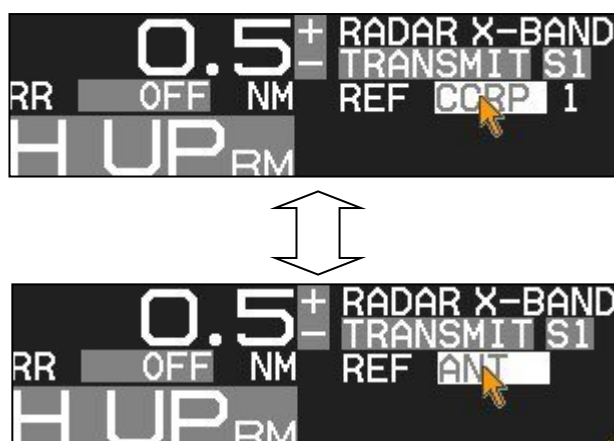 0.5 + RADAR X-BAND
- TRANSMIT S1
RR OFF NM REF CORP 1
H UP RM
0.5 + RADAR X-BAND
- TRANSMIT S1
RR OFF NM REF ANT
H UP RM